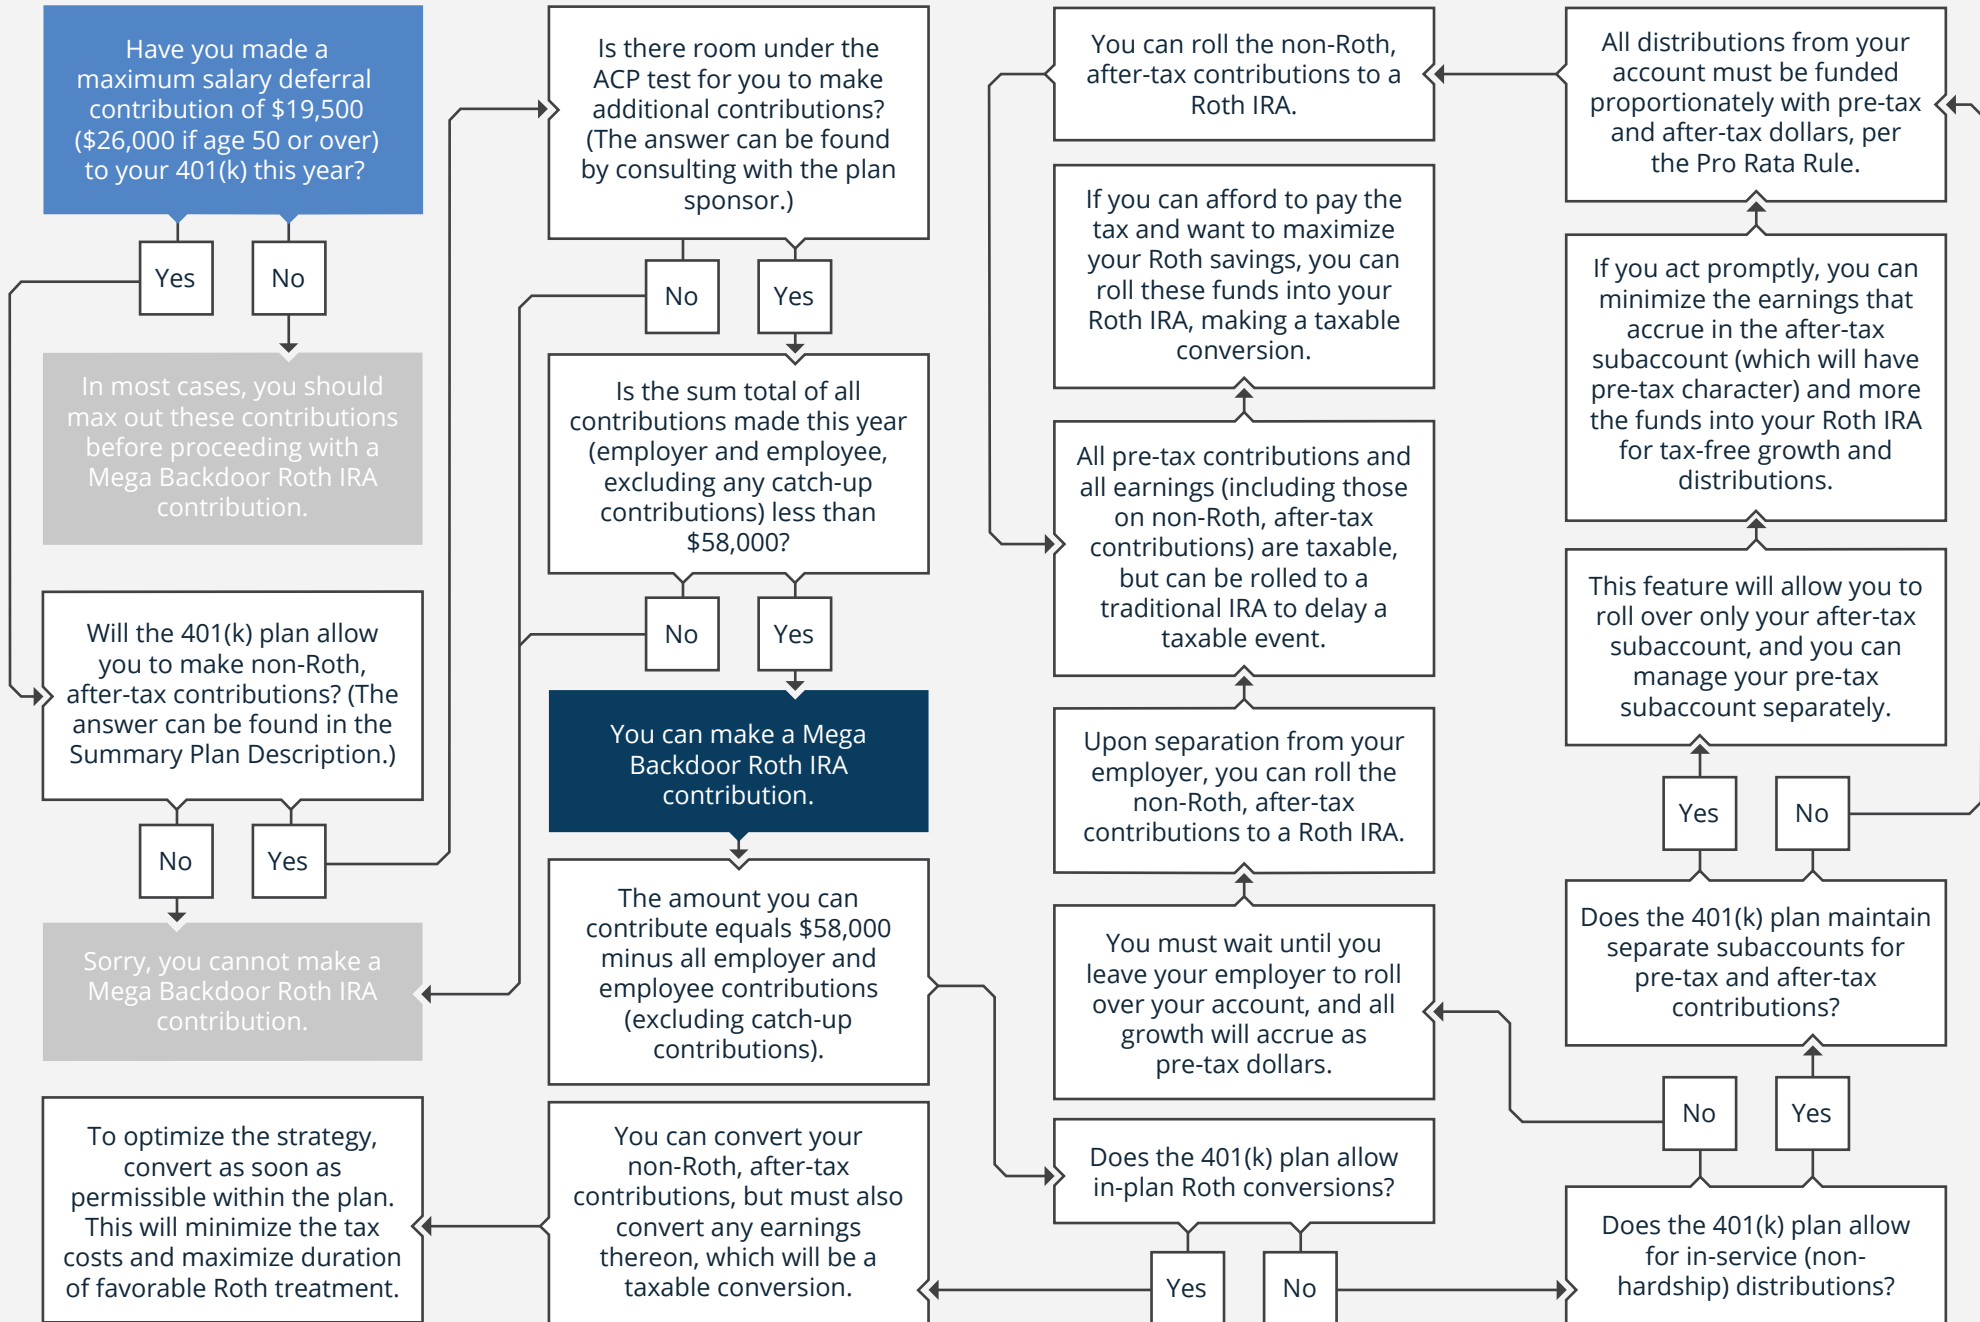 Have you made a
maximum salary deferral
contribution of $19,500
($26,000 if age 50 or over)
to your 401(k) this year?
Yes
No
In most cases, you should
max out these contributions
before proceeding with a
Mega Backdoor Roth IRA
contribution.
Will the 401(k) plan allow
you to make non-Roth,
after-tax contributions? (The
answer can be found in the
Summary Plan Description.)
No
Yes
Sorry, you cannot make a
Mega Backdoor Roth IRA
contribution.
To optimize the strategy,
convert as soon as
permissible within the plan.
This will minimize the tax
costs and maximize duration
of favorable Roth treatment.
Is there room under the
ACP test for you to make
additional contributions?
(The answer can be found
by consulting with the plan
sponsor.)
No
Yes
Is the sum total of all
contributions made this year
(employer and employee,
excluding any catch-up
contributions) less than
$58,000?
No
Yes
You can make a Mega
Backdoor Roth IRA
contribution.
The amount you can
contribute equals $58,000
minus all employer and
employee contributions
(excluding catch-up
contributions).
You can convert your
non-Roth, after-tax
contributions, but must also
convert any earnings
thereon, which will be a
taxable conversion.
You can roll the non-Roth,
after-tax contributions to a
Roth IRA.
If you can afford to pay the
tax and want to maximize
your Roth savings, you can
roll these funds into your
Roth IRA, making a taxable
conversion.
All pre-tax contributions and
all earnings (including those
on non-Roth, after-tax
contributions) are taxable,
but can be rolled to a
traditional IRA to delay a
taxable event.
Upon separation from your
employer, you can roll the
non-Roth, after-tax
contributions to a Roth IRA.
You must wait until you
leave your employer to roll
over your account, and all
growth will accrue as
pre-tax dollars.
Does the 401(k) plan allow
in-plan Roth conversions?
Yes
No
All distributions from your
account must be funded
proportionately with pre-tax
and after-tax dollars, per
the Pro Rata Rule.
If you act promptly, you can
minimize the earnings that
accrue in the after-tax
subaccount (which will have
pre-tax character) and more
the funds into your Roth IRA
for tax-free growth and
distributions.
This feature will allow you to
roll over only your after-tax
subaccount, and you can
manage your pre-tax
subaccount separately.
Yes
No
Does the 401(k) plan maintain
separate subaccounts for
pre-tax and after-tax
contributions?
No
Yes
Does the 401(k) plan allow
for in-service (non-
hardship) distributions?